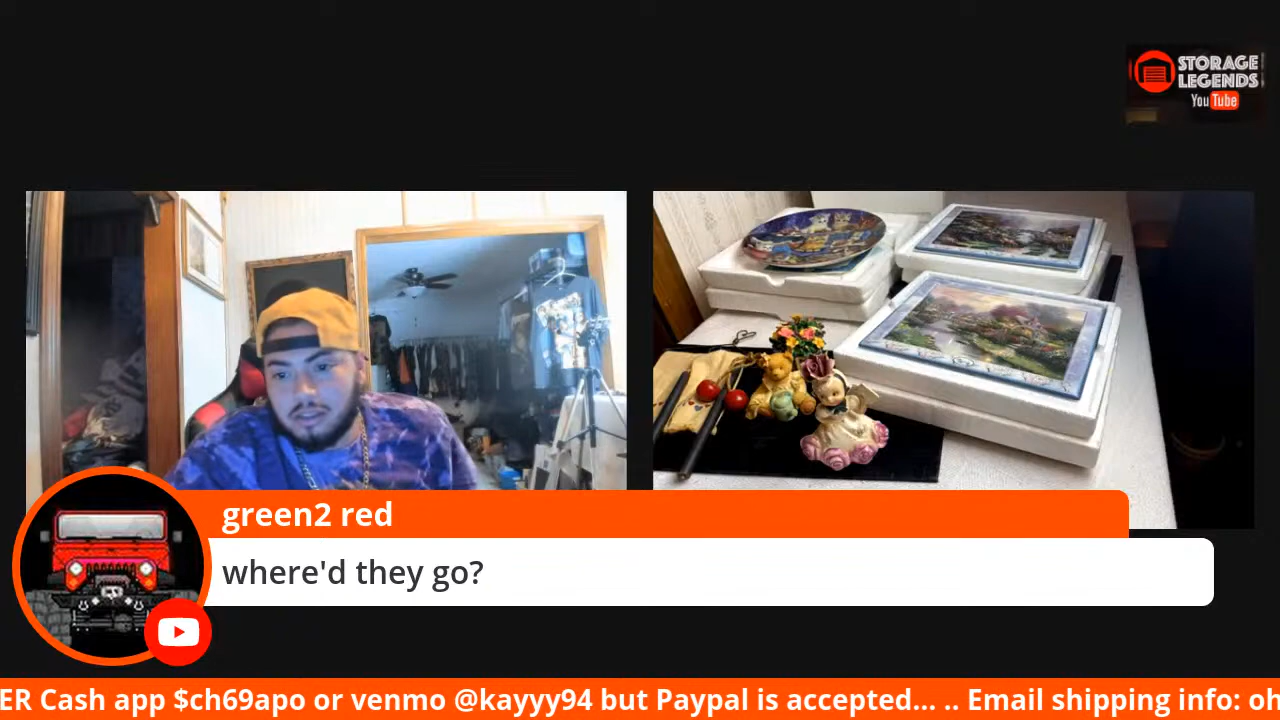 STORAGE
LEGENDS
YouTube
green2 red
where'd they go?
ER Cash app $ch69apo or venmo @kayyy94 but Paypal is accepted... .. Email shipping info: oh